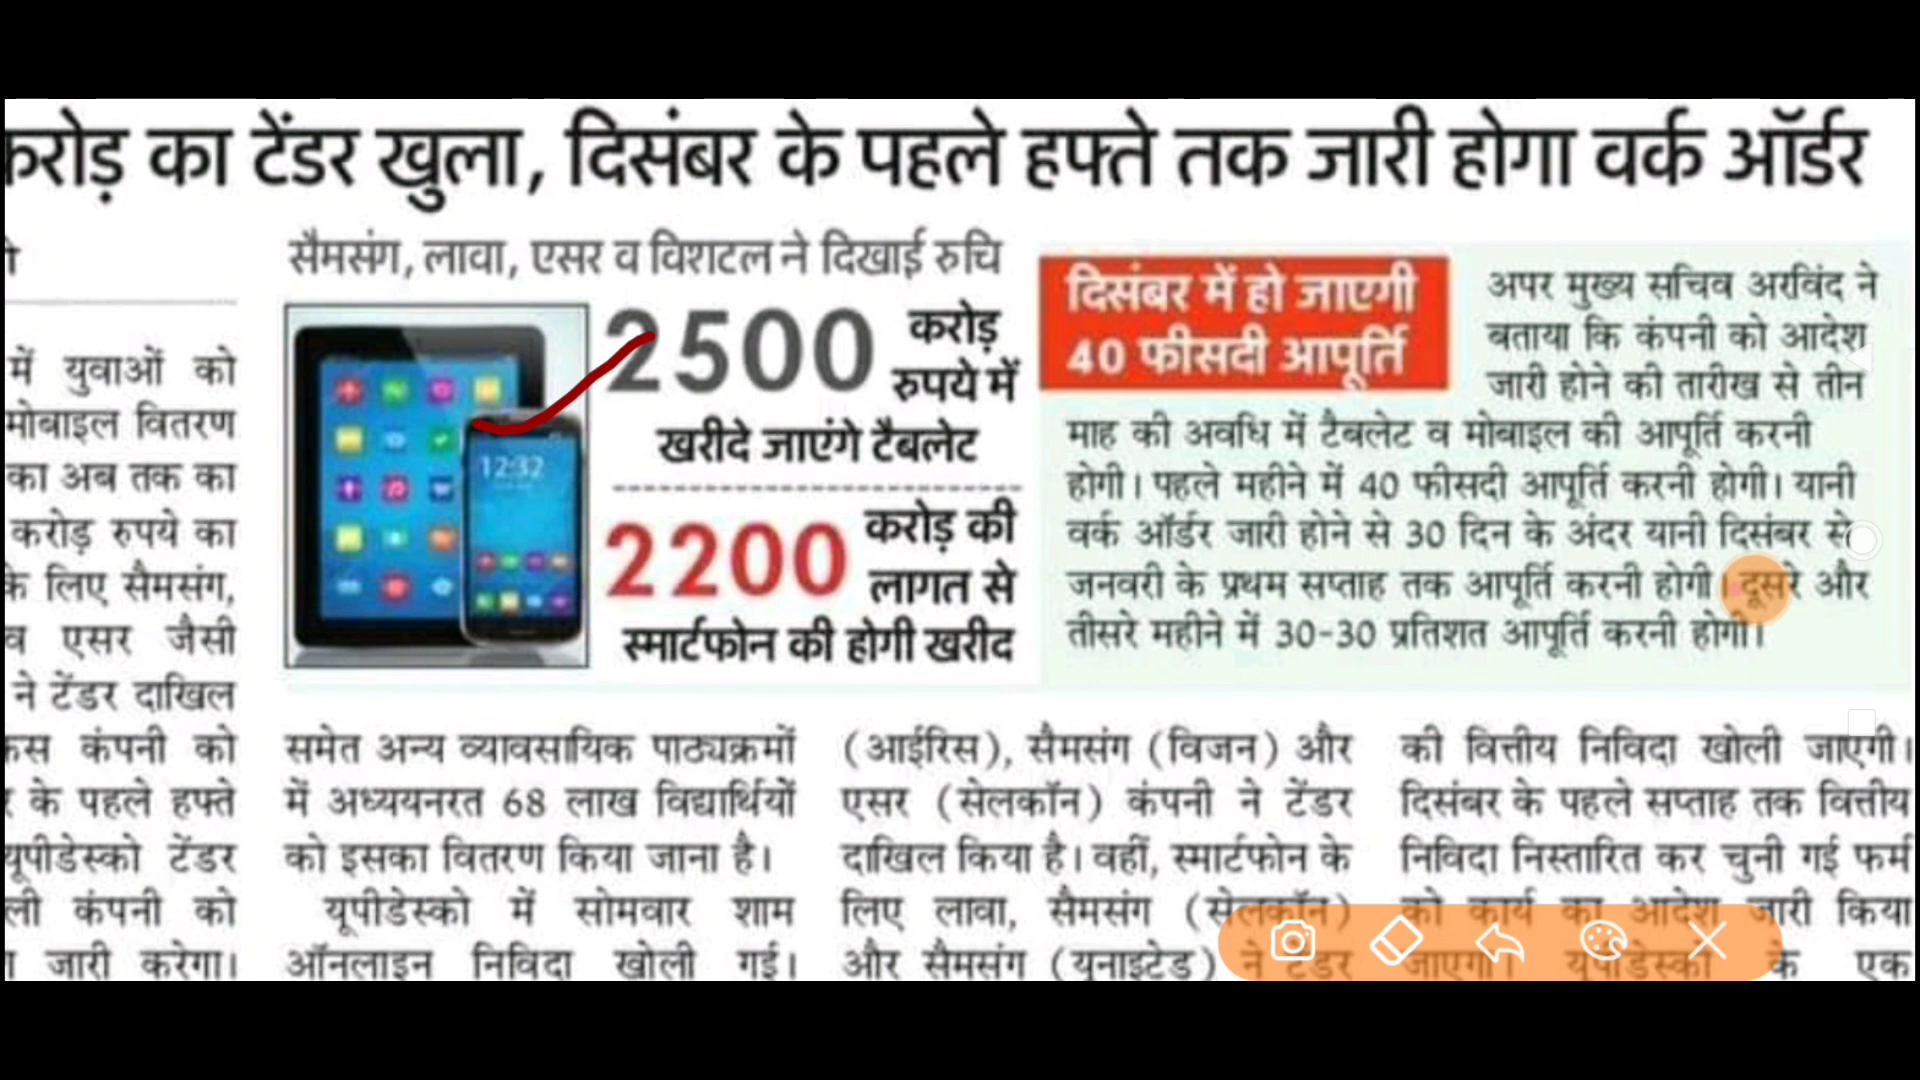 करोड़ का टेंडर खुला, दिसंबर के पहले हफ्ते तक जारी होगा वर्क ऑर्डर
में युवाओं को
मोबाइल वितरण
का अब तक का
करोड़ रुपये का
के लिए सैमसंग,
व एसर जैसी
ने टेंडर दाखिल
कंपनी को
के पहले हफ्ते
यूपीडेस्को टेंडर
कंपनी को
जारी करेगा।
सैमसंग, लावा, एसर व विशटल ने दिखाई रुचि
12:32
2500 करोड़
रुपये में
खरीदे जाएंगे टैबलेट
2200 करोड़ की
लागत से
स्मार्टफोन की होगी खरीद
दिसंबर में हो जाएगी
40 फीसदी आपूर्ति
अपर मुख्य सचिव अरविंद ने
बताया कि कंपनी को आदेश
जारी होने की तारीख से तीन
माह की अवधि में टैबलेट व मोबाइल की आपूर्ति करनी
होगी। पहले महीने में 40 फीसदी आपूर्ति करनी होगी। यानी
वर्क ऑर्डर जारी होने से 30 दिन के अंदर यानी दिसंबर से
जनवरी के प्रथम सप्ताह तक आपूर्ति करनी होगी। दूसरे और
तीसरे महीने में 30-30 प्रतिशत आपूर्ति करनी होगी।
समेत अन्य व्यावसायिक पाठ्यक्रमों
में अध्ययनरत 68 लाख विद्यार्थियों
को इसका वितरण किया जाना है।
यूपीडेस्को में सोमवार शाम
ऑनलाइन निविदा खोली गई।
(आईरिस), सैमसंग (विजन) और
एसर (सेलकॉन) कंपनी ने टेंडर
दाखिल किया है। वहीं, स्मार्टफोन के
लिए लावा, सैमसंग (सेलकॉन)
और सैमसंग (यूनाइटेड) ने टेंडर
की वित्तीय निविदा खोली जाएगी।
दिसंबर के पहले सप्ताह तक वित्तीय
निविदा निस्तारित कर चुनी गई फर्म
को कार्य का आदेश जारी किया
जाएगा। यूपीडेस्को के एक